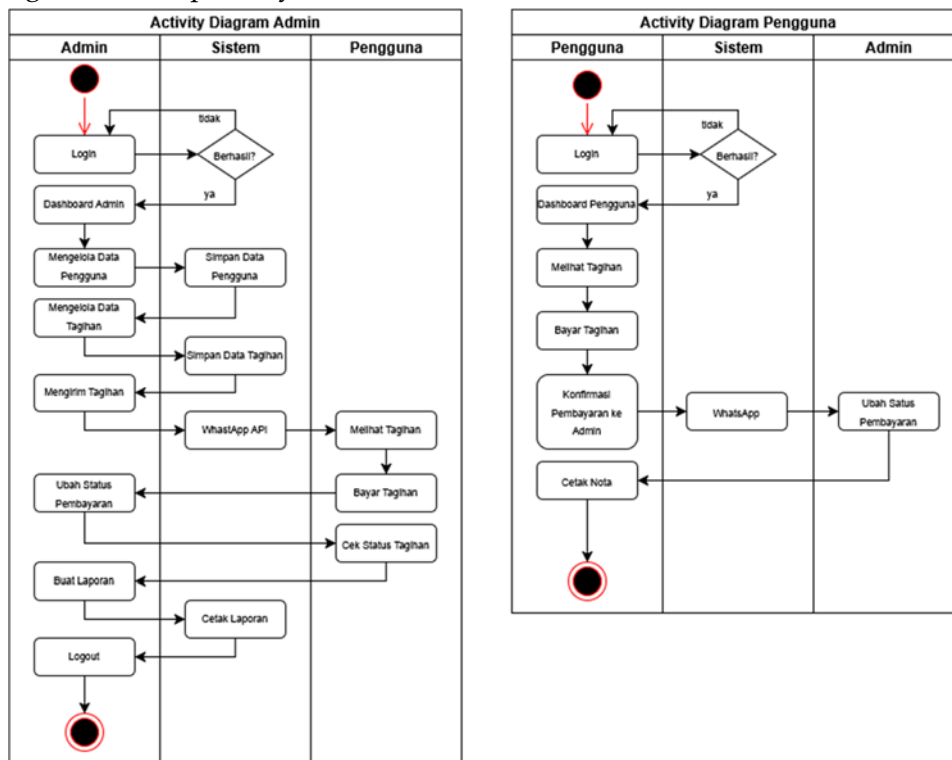 Activity Diagram Admin
Admin
Sistem
Pengguna
tidak
Login
Berhasil?
ya
Dashboard Admin
Mengelola Data
Pengguna
Simpan Data
Pengguna
Mengelola Data
Tagihan
Simpan Data Tagihan
Mengirim Tagihan
WhastApp API
Melihat Tagihan
Ubah Status
Pembayaran
Bayar Tagihan
Cek Status Tagihan
Buat Laporan
Cetak Laporan
Logout
Activity Diagram Pengguna
Pengguna
Sistem
Admin
tidak
Login
Berhasil?
ya
Dashboard Pengguna
Melihat Tagihan
Bayar Tagihan
Konfirmasi
Pembayaran ke
Admin
WhatsApp
Ubah Satus
Pembayaran
Cetak Nota